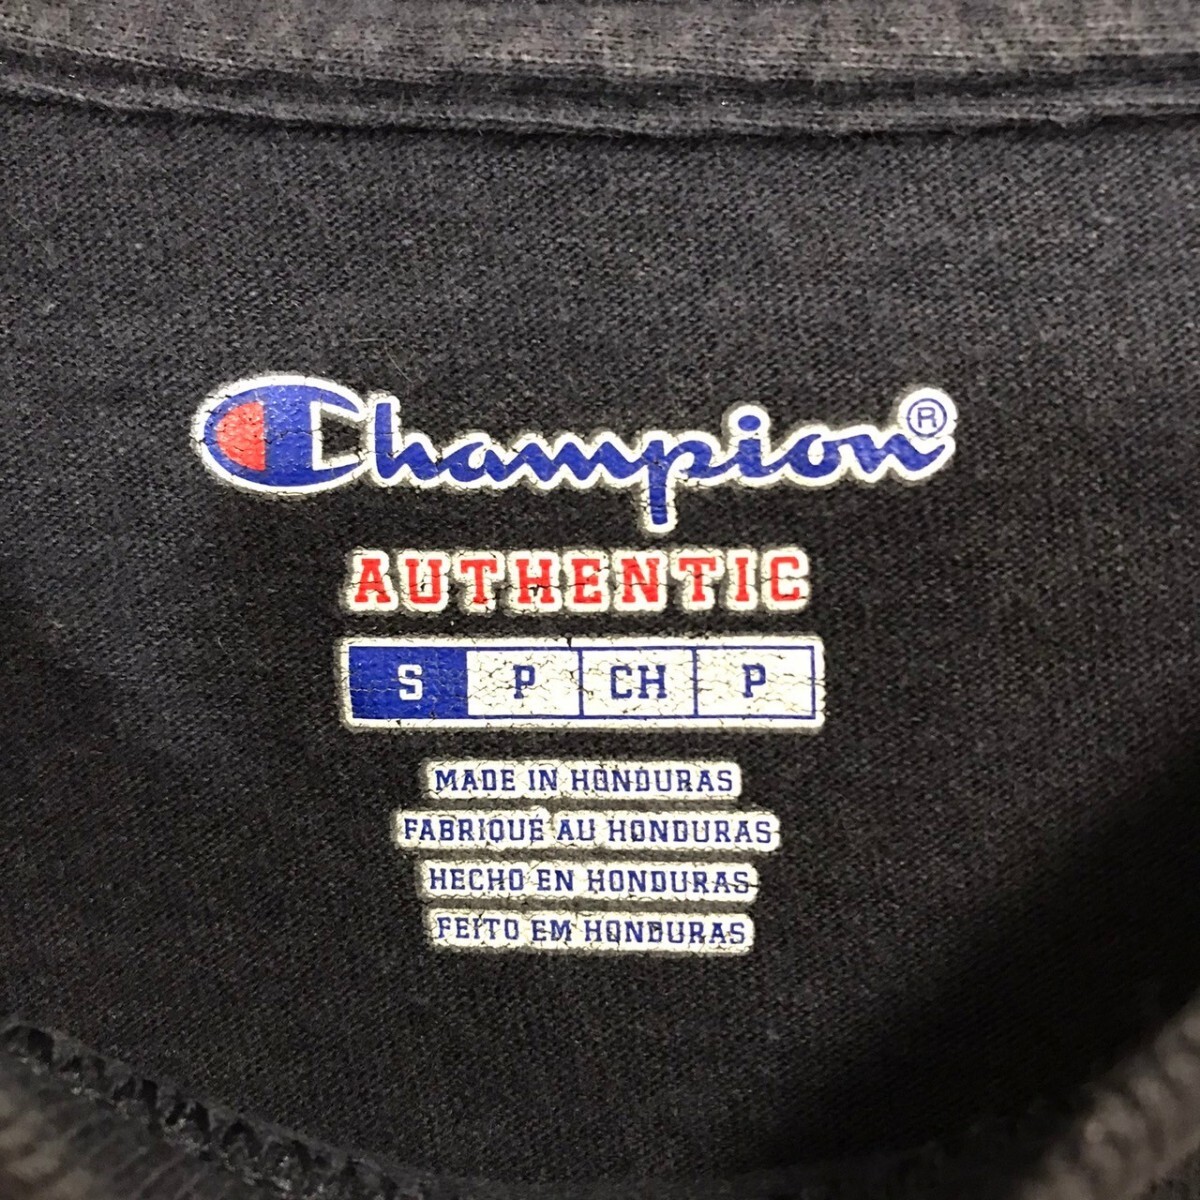 Champion®
AUTHENTIC
S P CH P
MADE IN HONDURAS
FABRIQUÉ AU HONDURAS
HECHO EN HONDURAS
FEITO EM HONDURAS